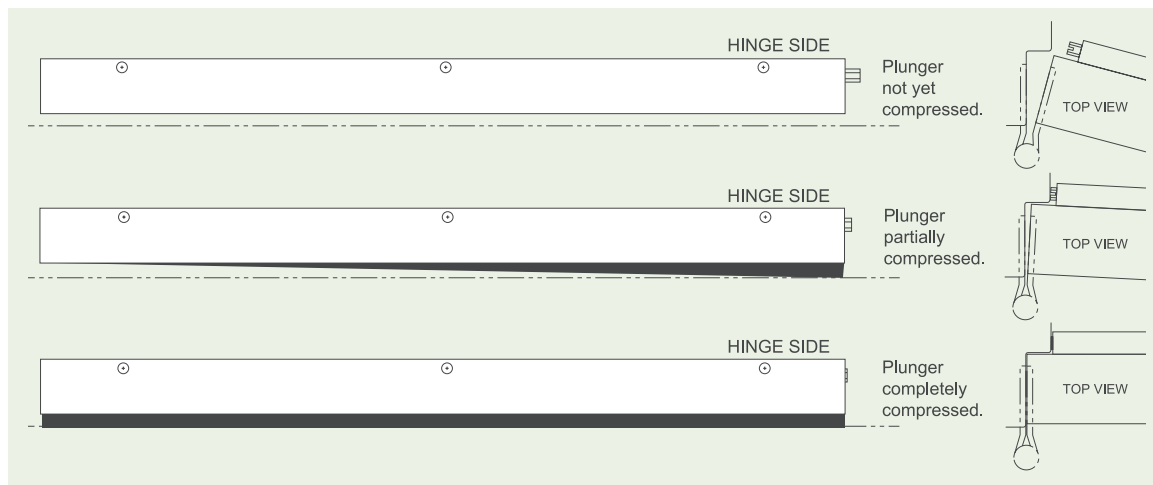 HINGE SIDE
Plunger
not yet
compressed.
TOP VIEW
HINGE SIDE
Plunger
partially
compressed.
TOP VIEW
HINGE SIDE
Plunger
completely
compressed.
TOP VIEW